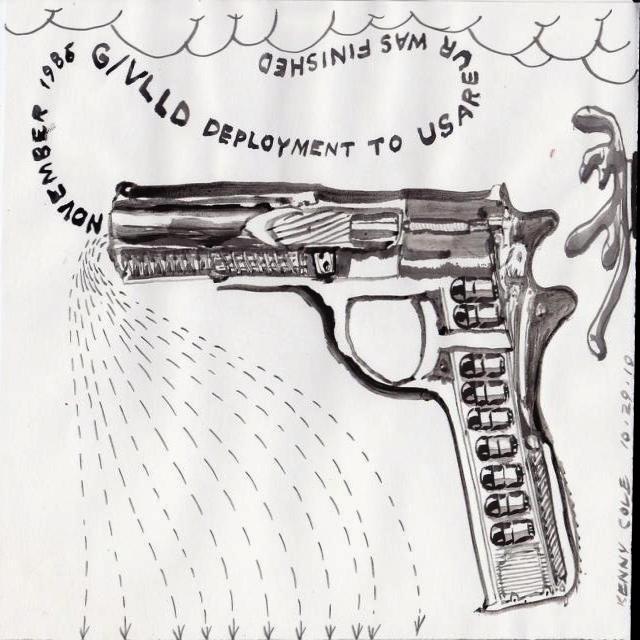 NOVEMBER 1986 G/VLLD DEPLOYMENT TO USAREUR WAS FINISHED
KENNY COLE 10.29.10